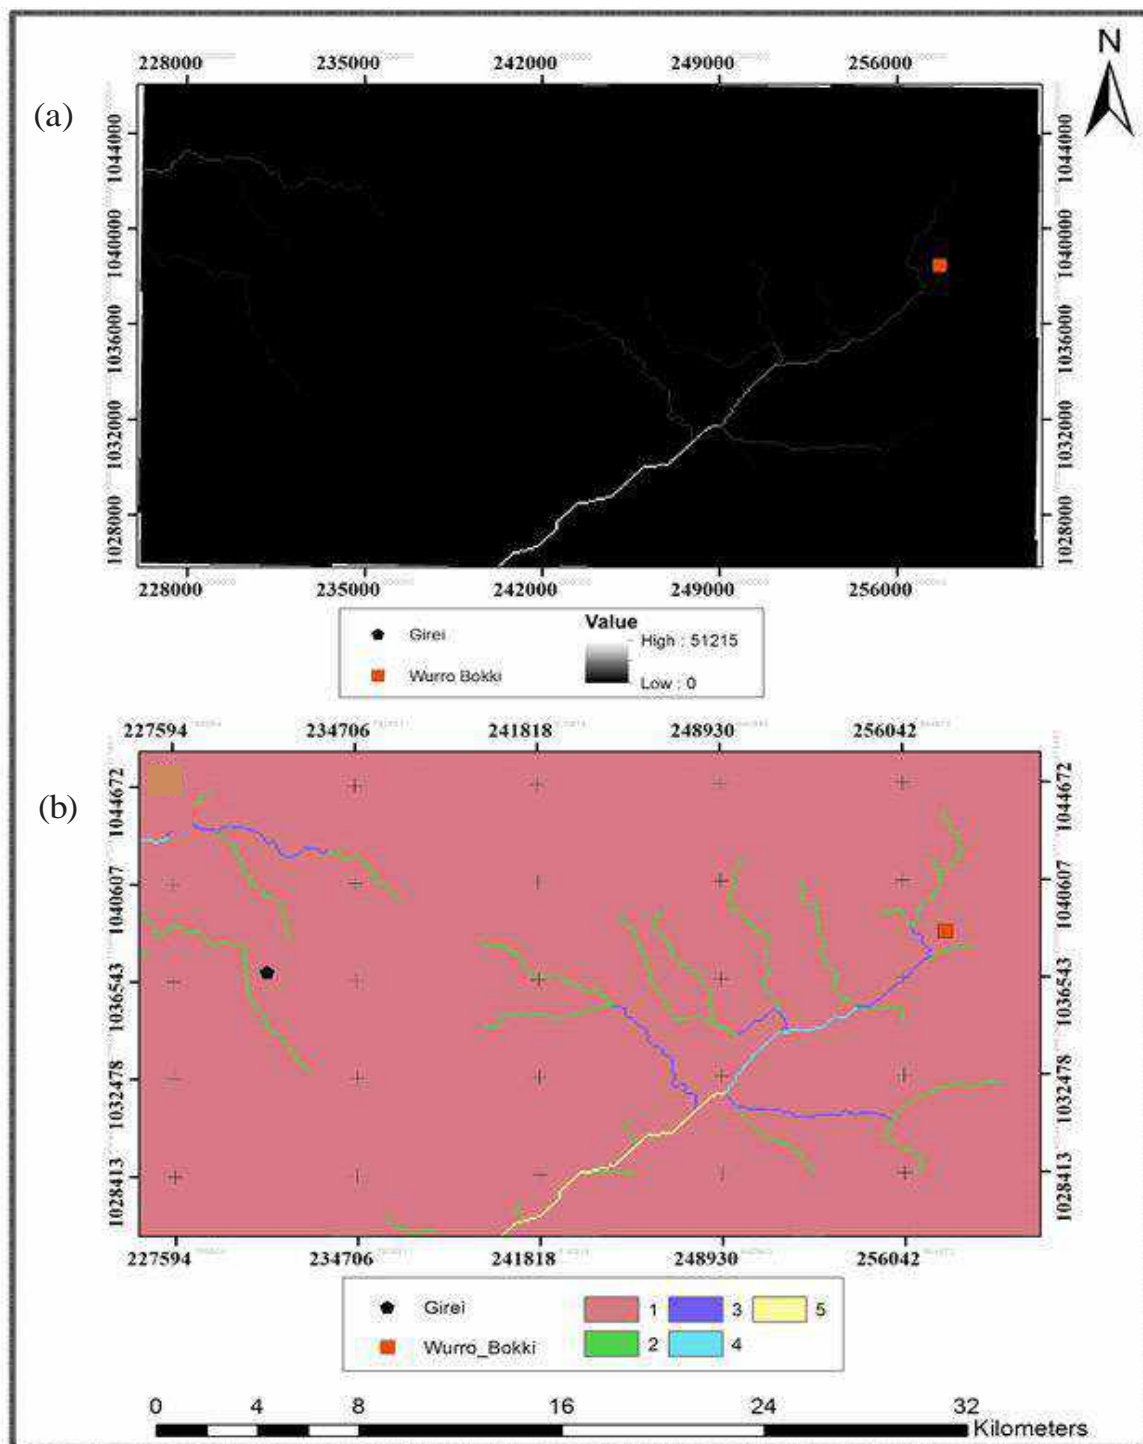 N
(a)
228000 235000 242000 249000 256000
1044000 1044000
1040000 1040000
1036000 1036000
1032000 1032000
1028000 1028000
228000 235000 242000 249000 256000
Value
Girei
High : 51215
Wurro Bokki
Low : 0
227594 234706 241818 248930 256042
(b)
1044672 1044672
1040607 1040607
1036543 1036543
1032478 1032478
1028413 1028413
227594 234706 241818 248930 256042
Girei 1 3 5
Wurro_Bokki 2 4
0 4 8 16 24 32
Kilometers